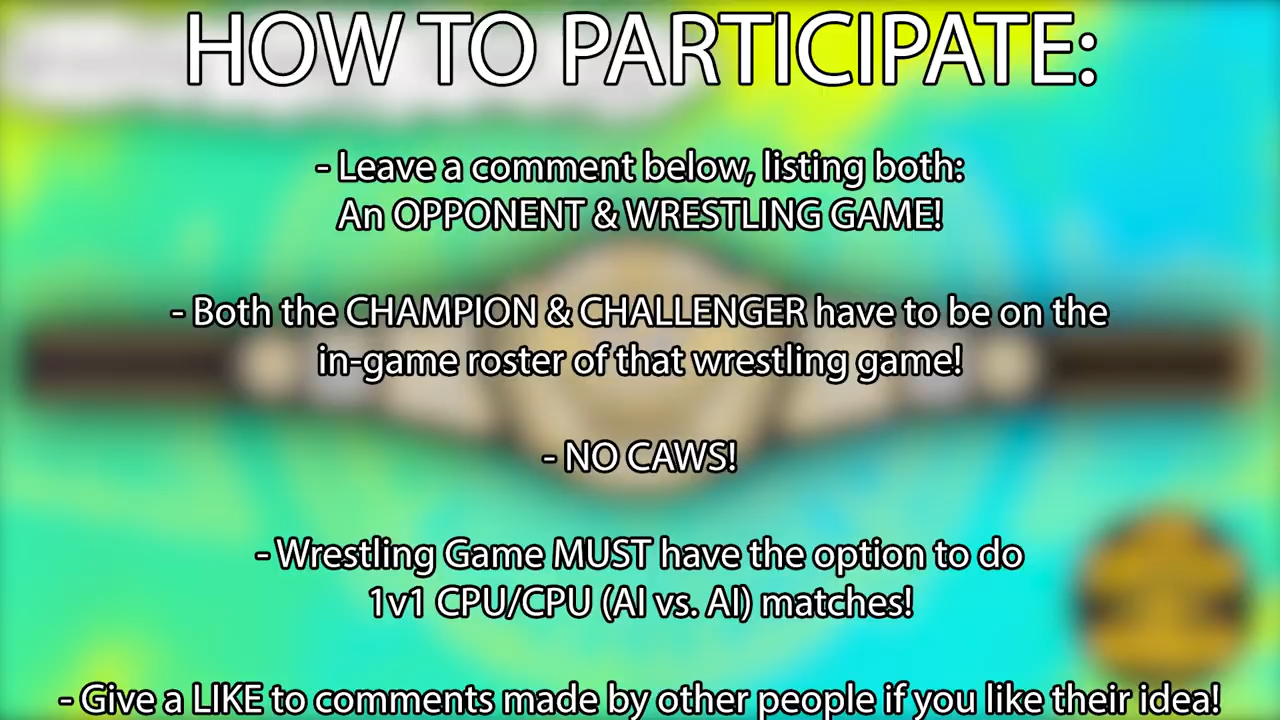 HOW TO PARTICIPATE:
- Leave a comment below, listing both:
An OPPONENT & WRESTLING GAME!
- Both the CHAMPION & CHALLENGER have to be on the
in-game roster of that wrestling game!
- NO CAWS!
- Wrestling Game MUST have the option to do
1v1 CPU/CPU (AI vs. AI) matches!
- Give a LIKE to comments made by other people if you like their idea!